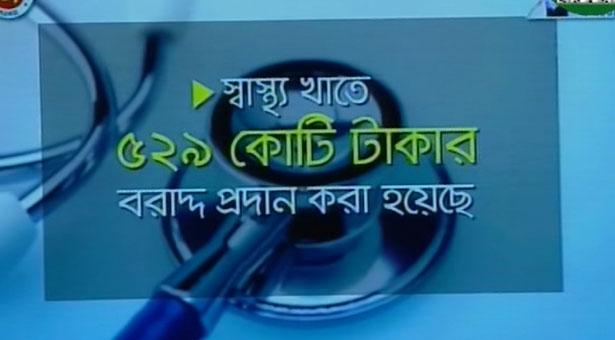 স্বাস্থ্য খাতে
৫২৯ কোটি টাকার
বরাদ্দ প্রদান করা হয়েছে